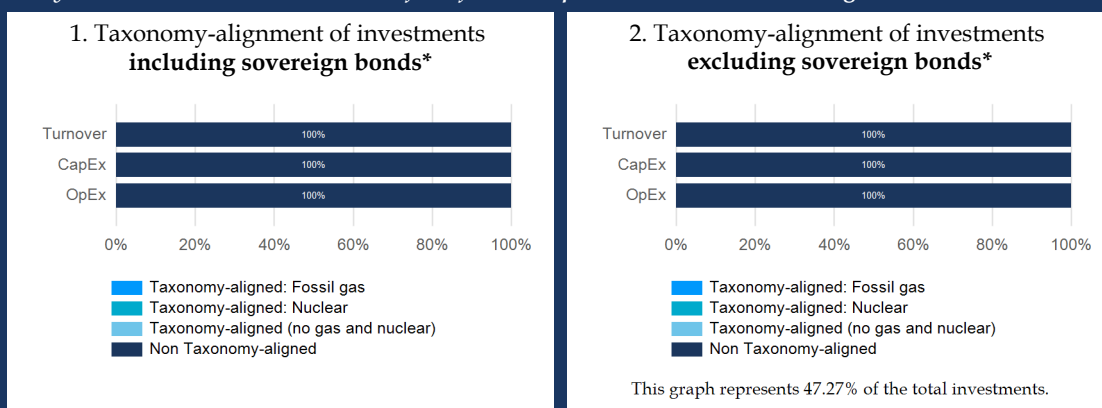 1. Taxonomy-alignment of investments
including sovereign bonds*
Turnover 100%
CapEx 100%
OpEx 100%
0% 20% 40% 60% 80% 100%
Taxonomy-aligned: Fossil gas
Taxonomy-aligned: Nuclear
Taxonomy-aligned (no gas and nuclear)
Non Taxonomy-aligned
2. Taxonomy-alignment of investments
excluding sovereign bonds*
Turnover 100%
CapEx 100%
OpEx 100%
0% 20% 40% 60% 80% 100%
Taxonomy-aligned: Fossil gas
Taxonomy-aligned: Nuclear
Taxonomy-aligned (no gas and nuclear)
Non Taxonomy-aligned
This graph represents 47.27% of the total investments.